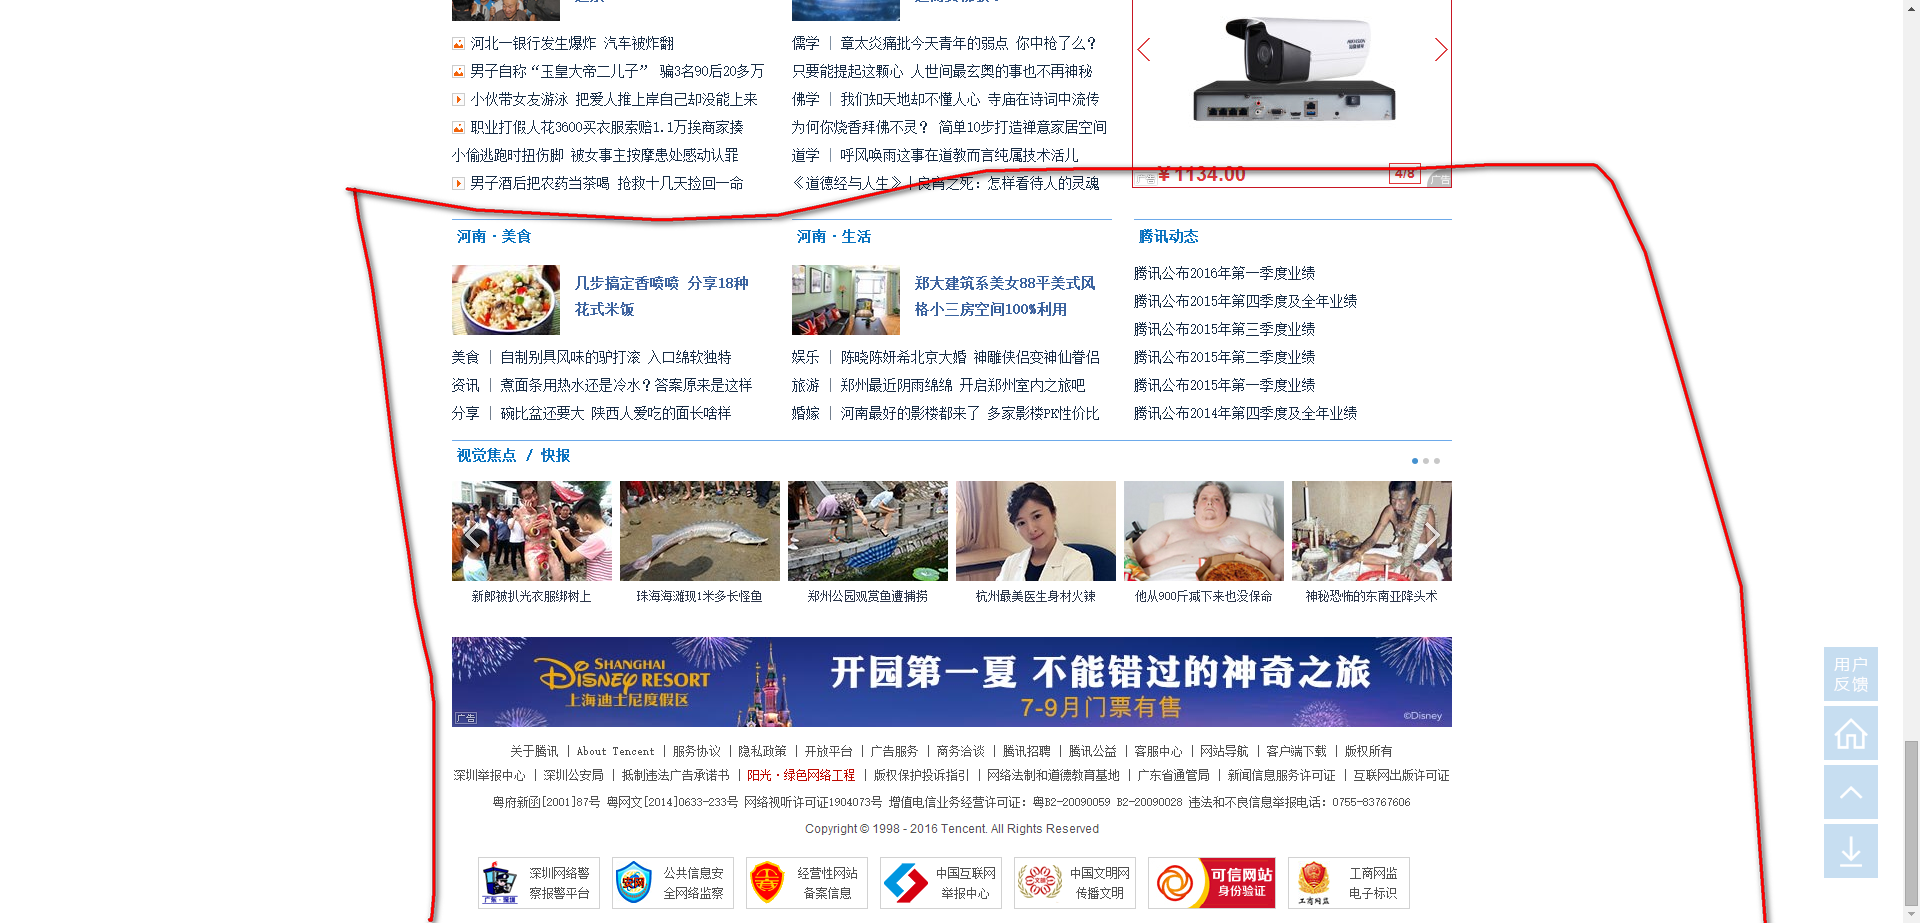 河北一银行发生爆炸 汽车被炸翻
男子自称“玉皇大帝二儿子” 骗3名90后20多万
小伙带女友游泳 把爱人推上岸自己却没能上来
职业打假人花3600买衣服索赔1.1万挨商家揍
小偷逃跑时扭伤脚 被女事主按摩患处感动认罪
男子酒后把农药当茶喝 抢救十几天捡回一命
儒学 | 章太炎痛批今天青年的弱点 你中枪了么?
只要能提起这颗心 人世间最玄奥的事也不再神秘
佛学 | 我们知天地却不懂人心 寺庙在诗词中流传
为何你烧香拜佛不灵? 简单10步打造禅意家居空间
道学 | 呼风唤雨这事在道教而言纯属技术活儿
《道德经与人生》 | 良宵之死:怎样看待人的灵魂
HIKVISION
广告
¥1134.00
4/8
广告
河南·美食
几步搞定香喷喷 分享18种
花式米饭
美食 | 自制别具风味的驴打滚 入口绵软独特
资讯 | 煮面条用热水还是冷水?答案原来是这样
分享 | 碗比盆还要大 陕西人爱吃的面长啥样
河南·生活
郑大建筑系美女88平美式风
格小三房空间100%利用
娱乐 | 陈晓陈妍希北京大婚 神雕侠侣变神仙眷侣
旅游 | 郑州最近阴雨绵绵 开启郑州室内之旅吧
婚嫁 | 河南最好的影楼都来了 多家影楼PK性价比
腾讯动态
腾讯公布2016年第一季度业绩
腾讯公布2015年第四季度及全年业绩
腾讯公布2015年第三季度业绩
腾讯公布2015年第二季度业绩
腾讯公布2015年第一季度业绩
腾讯公布2014年第四季度及全年业绩
视觉焦点 / 快报
新郎被扒光衣服绑树上
珠海海滩现1米多长怪鱼
郑州公园观赏鱼遭捕捞
杭州最美医生身材火辣
他从900斤减下来也没保命
神秘恐怖的东南亚降头术
SHANGHAI
DISNEY RESORT
上海迪士尼度假区
开园第一夏 不能错过的神奇之旅
7-9月门票有售
广告
©Disney
用户
反馈
关于腾讯 | About Tencent | 服务协议 | 隐私政策 | 开放平台 | 广告服务 | 商务洽谈 | 腾讯招聘 | 腾讯公益 | 客服中心 | 网站导航 | 客户端下载 | 版权所有
深圳举报中心 | 深圳公安局 | 抵制违法广告承诺书 | 阳光·绿色网络工程 | 版权保护投诉指引 | 网络法制和道德教育基地 | 广东省通管局 | 新闻信息服务许可证 | 互联网出版许可证
粤府新函[2001]87号 粤网文[2014]0633-233号 网络视听许可证1904073号 增值电信业务经营许可证:粤B2-20090059 B2-20090028 违法和不良信息举报电话:0755-83767606
Copyright © 1998 - 2016 Tencent. All Rights Reserved
深圳网络警
察报警平台
公共信息安
全网络监察
经营性网站
备案信息
中国互联网
举报中心
中国文明网
传播文明
可信网站
身份验证
工商网监
电子标识